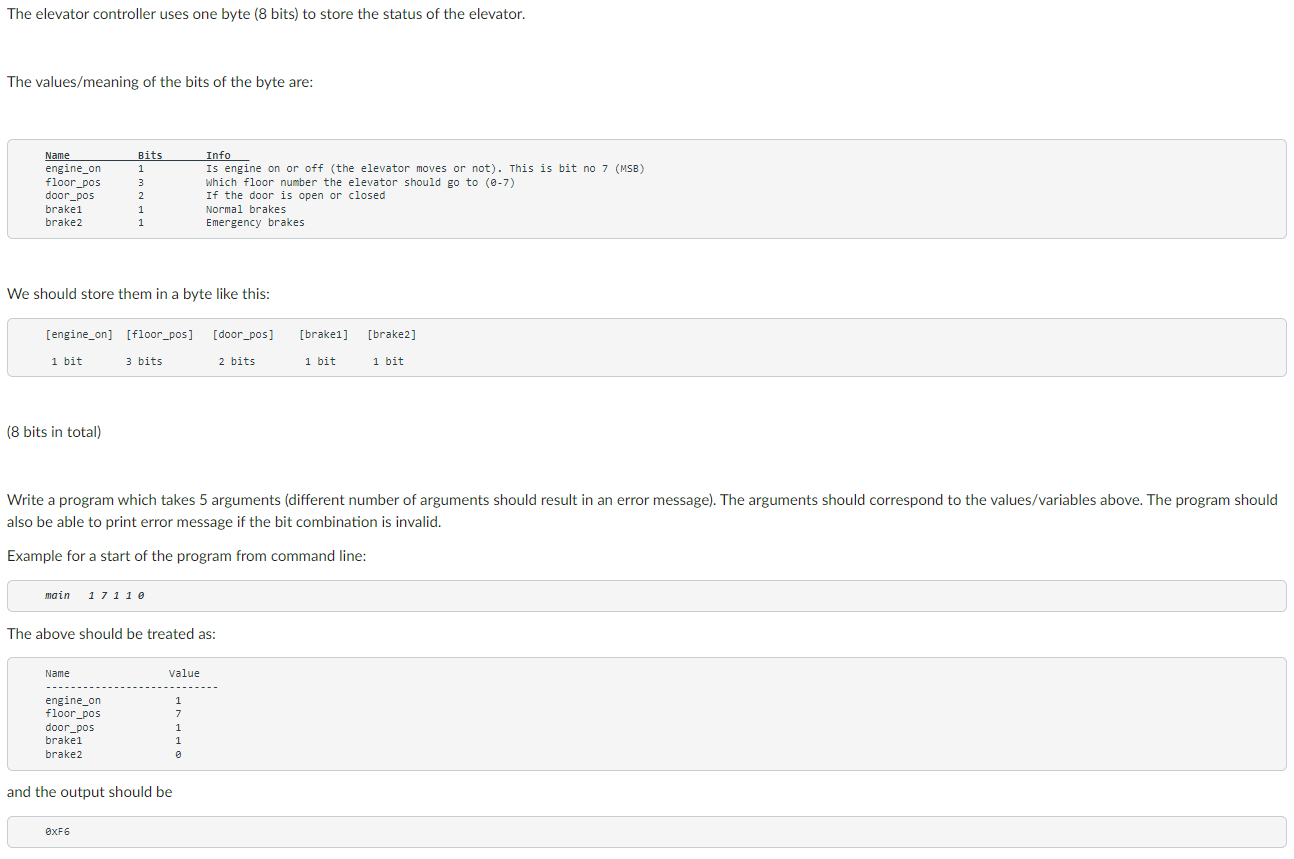 The elevator controller uses one byte (8 bits) to store the status of the elevator.
The values/meaning of the bits of the byte are:
Name Bits Info
engine_on 1 Is engine on or off (the elevator moves or not). This is bit no 7 (MSB)
floor_pos 3 Which floor number the elevator should go to (0-7)
door_pos 2 If the door is open or closed
brake1 1 Normal brakes
brake2 1 Emergency brakes
We should store them in a byte like this:
[engine_on] [floor_pos] [door_pos] [brake1] [brake2]
1 bit 3 bits 2 bits 1 bit 1 bit
(8 bits in total)
Write a program which takes 5 arguments (different number of arguments should result in an error message). The arguments should correspond to the values/variables above. The program should
also be able to print error message if the bit combination is invalid.
Example for a start of the program from command line:
main 1 7 1 1 0
The above should be treated as:
Name Value
----------------------------
engine_on 1
floor_pos 7
door_pos 1
brake1 1
brake2 0
and the output should be
0xF6